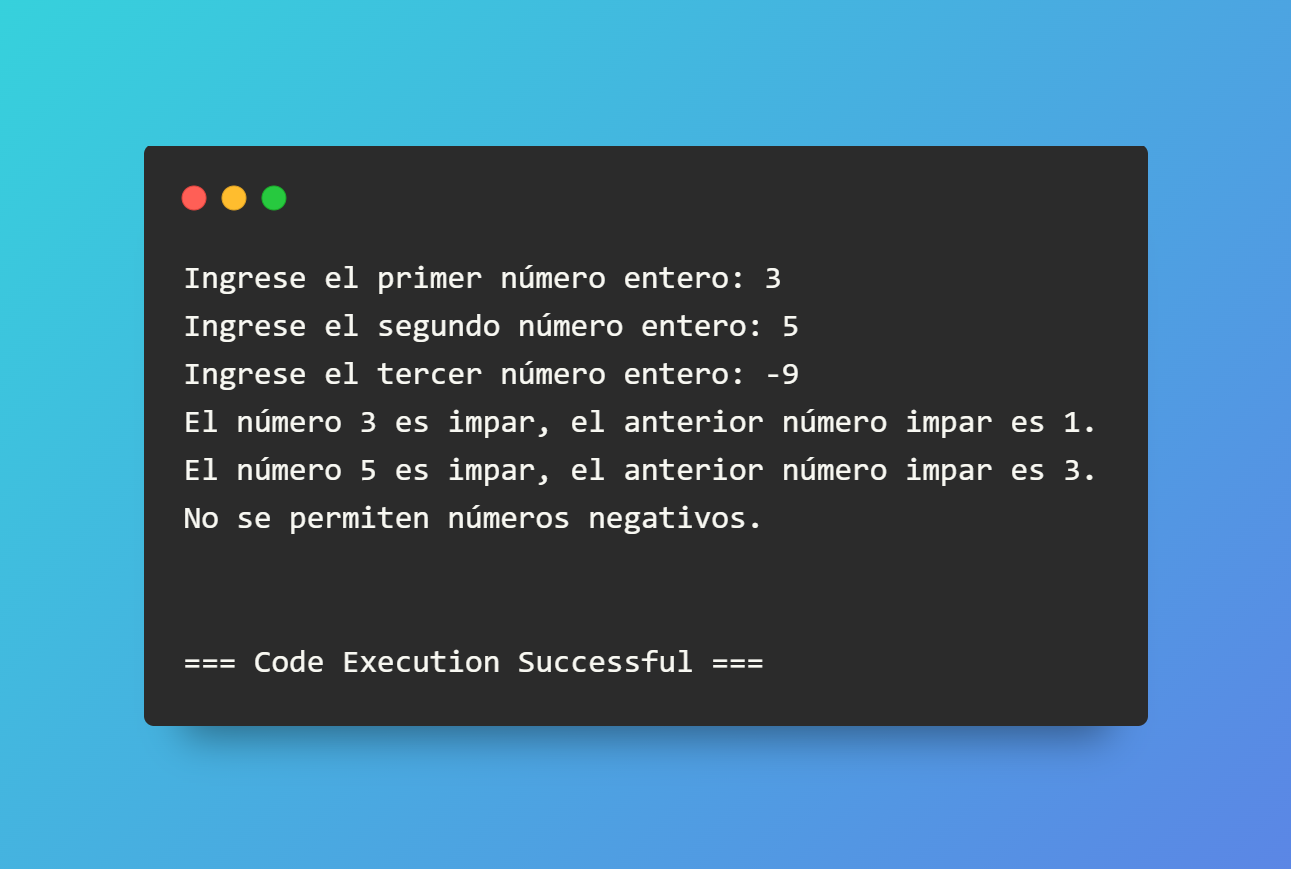 Ingrese el primer número entero: 3
Ingrese el segundo número entero: 5
Ingrese el tercer número entero: -9
El número 3 es impar, el anterior número impar es 1.
El número 5 es impar, el anterior número impar es 3.
No se permiten números negativos.
=== Code Execution Successful ===